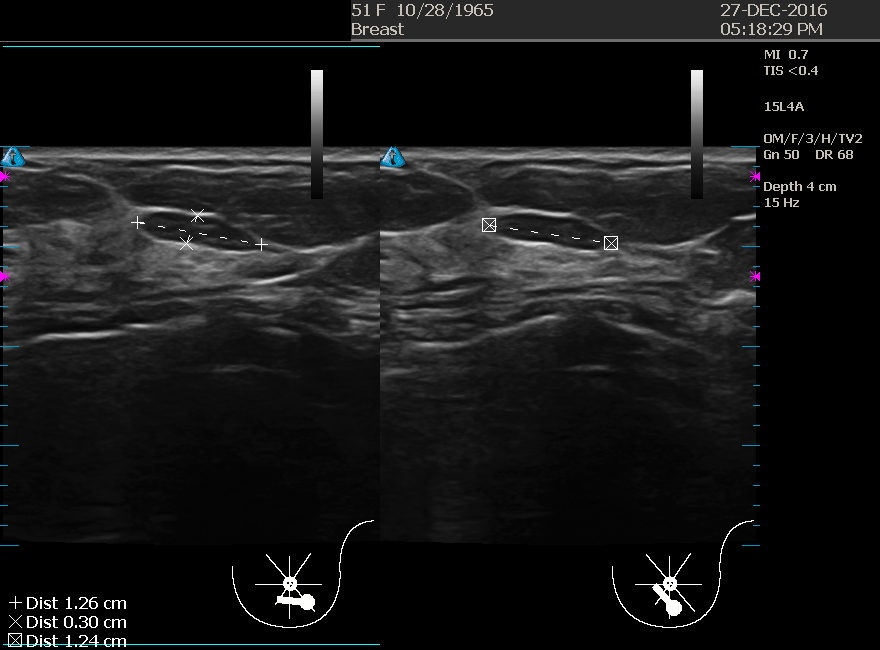 51 F 10/28/1965 27-DEC-2016
Breast 05:18:29 PM
MI 0.7
TIS <0.4
15L4A
OM/F/3/H/TV2
Gn 50 DR 68
Depth 4 cm
15 Hz
Dist 1.26 cm
Dist 0.30 cm
Dist 1.24 cm